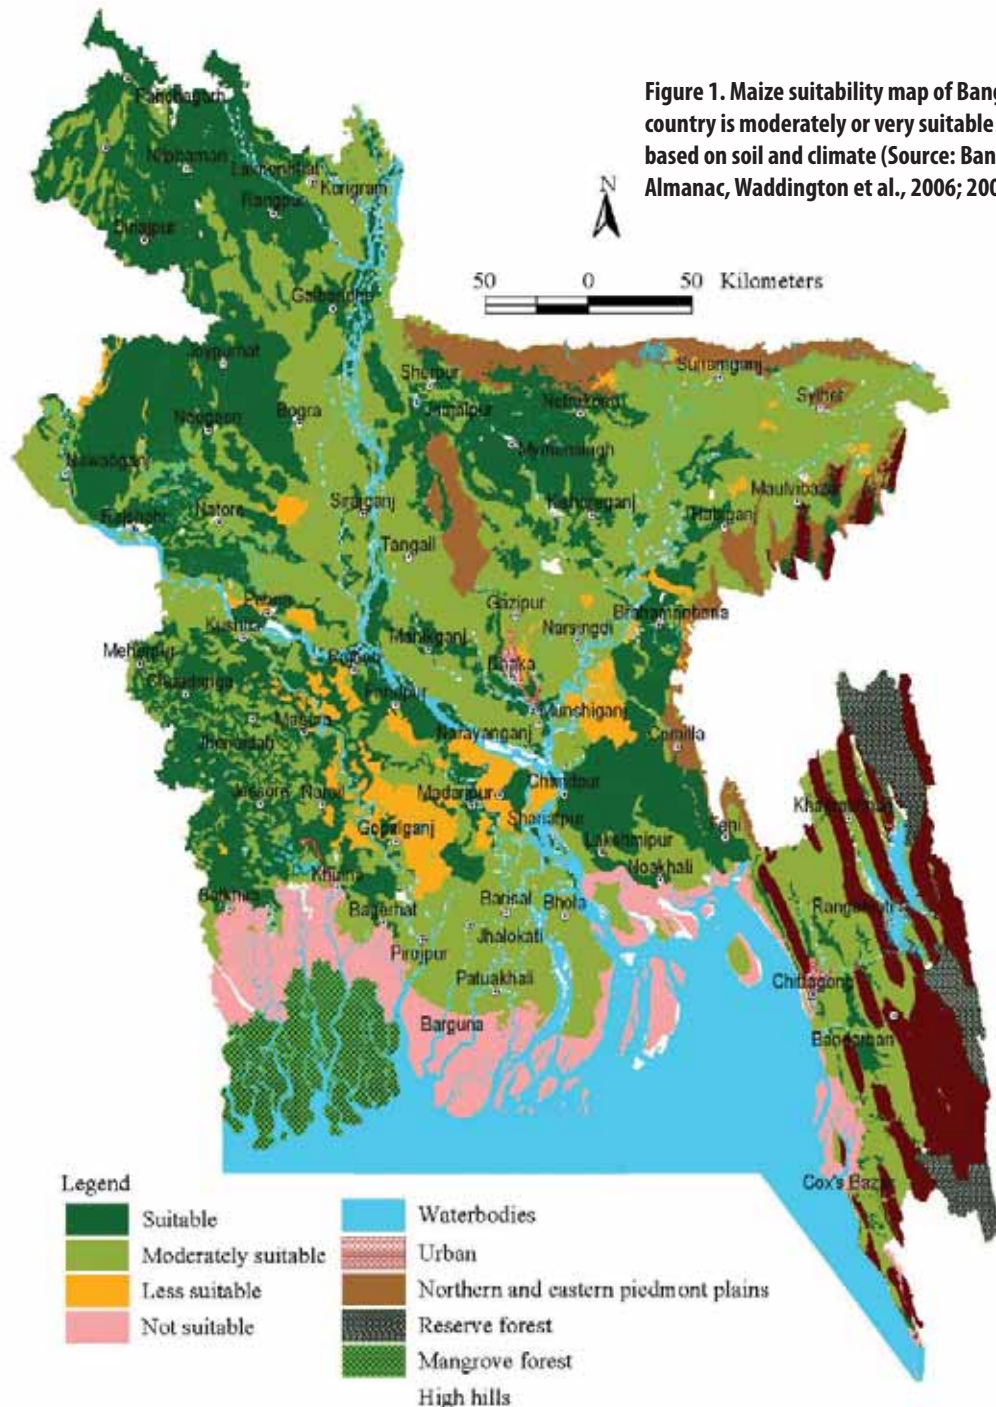 Figure 1. Maize suitability map of Bang
country is moderately or very suitable
based on soil and climate (Source: Ban
Almanac, Waddington et al., 2006; 200
N
50 0 50 Kilometers
Panchagarh
Nilphamari
Lalmonirhat
Kurigram
Rangpur
Dinajpur
Gaibandha
Joypurhat
Sherpur
Sunamganj
Jamalpur
Netrokona
Sylhet
Naogaon
Bogra
Mymensingh
Nawabganj
Maulvibazar
Rajshahi
Natore
Sirajganj
Kishoreganj
Habiganj
Tangail
Pabna
Gazipur
Brahamanbaria
Kushtia
Manikganj
Narsingdi
Meherpur
Dhaka
Chuadanga
Faridpur
Magura
Munshiganj
Narayanganj
Comilla
Jhenaidah
Jessore
Narail
Madaripur
Chandpur
Gopalganj
Shariatpur
Feni
Lakshmipur
Khulna
Noakhali
Satkhira
Bagerhat
Barisal
Bhola
Rangamati
Jhalokati
Pirojpur
Patuakhali
Chittagong
Barguna
Bandarban
Cox's Bazar
Legend
Suitable
Moderately suitable
Less suitable
Not suitable
Waterbodies
Urban
Northern and eastern piedmont plains
Reserve forest
Mangrove forest
High hills